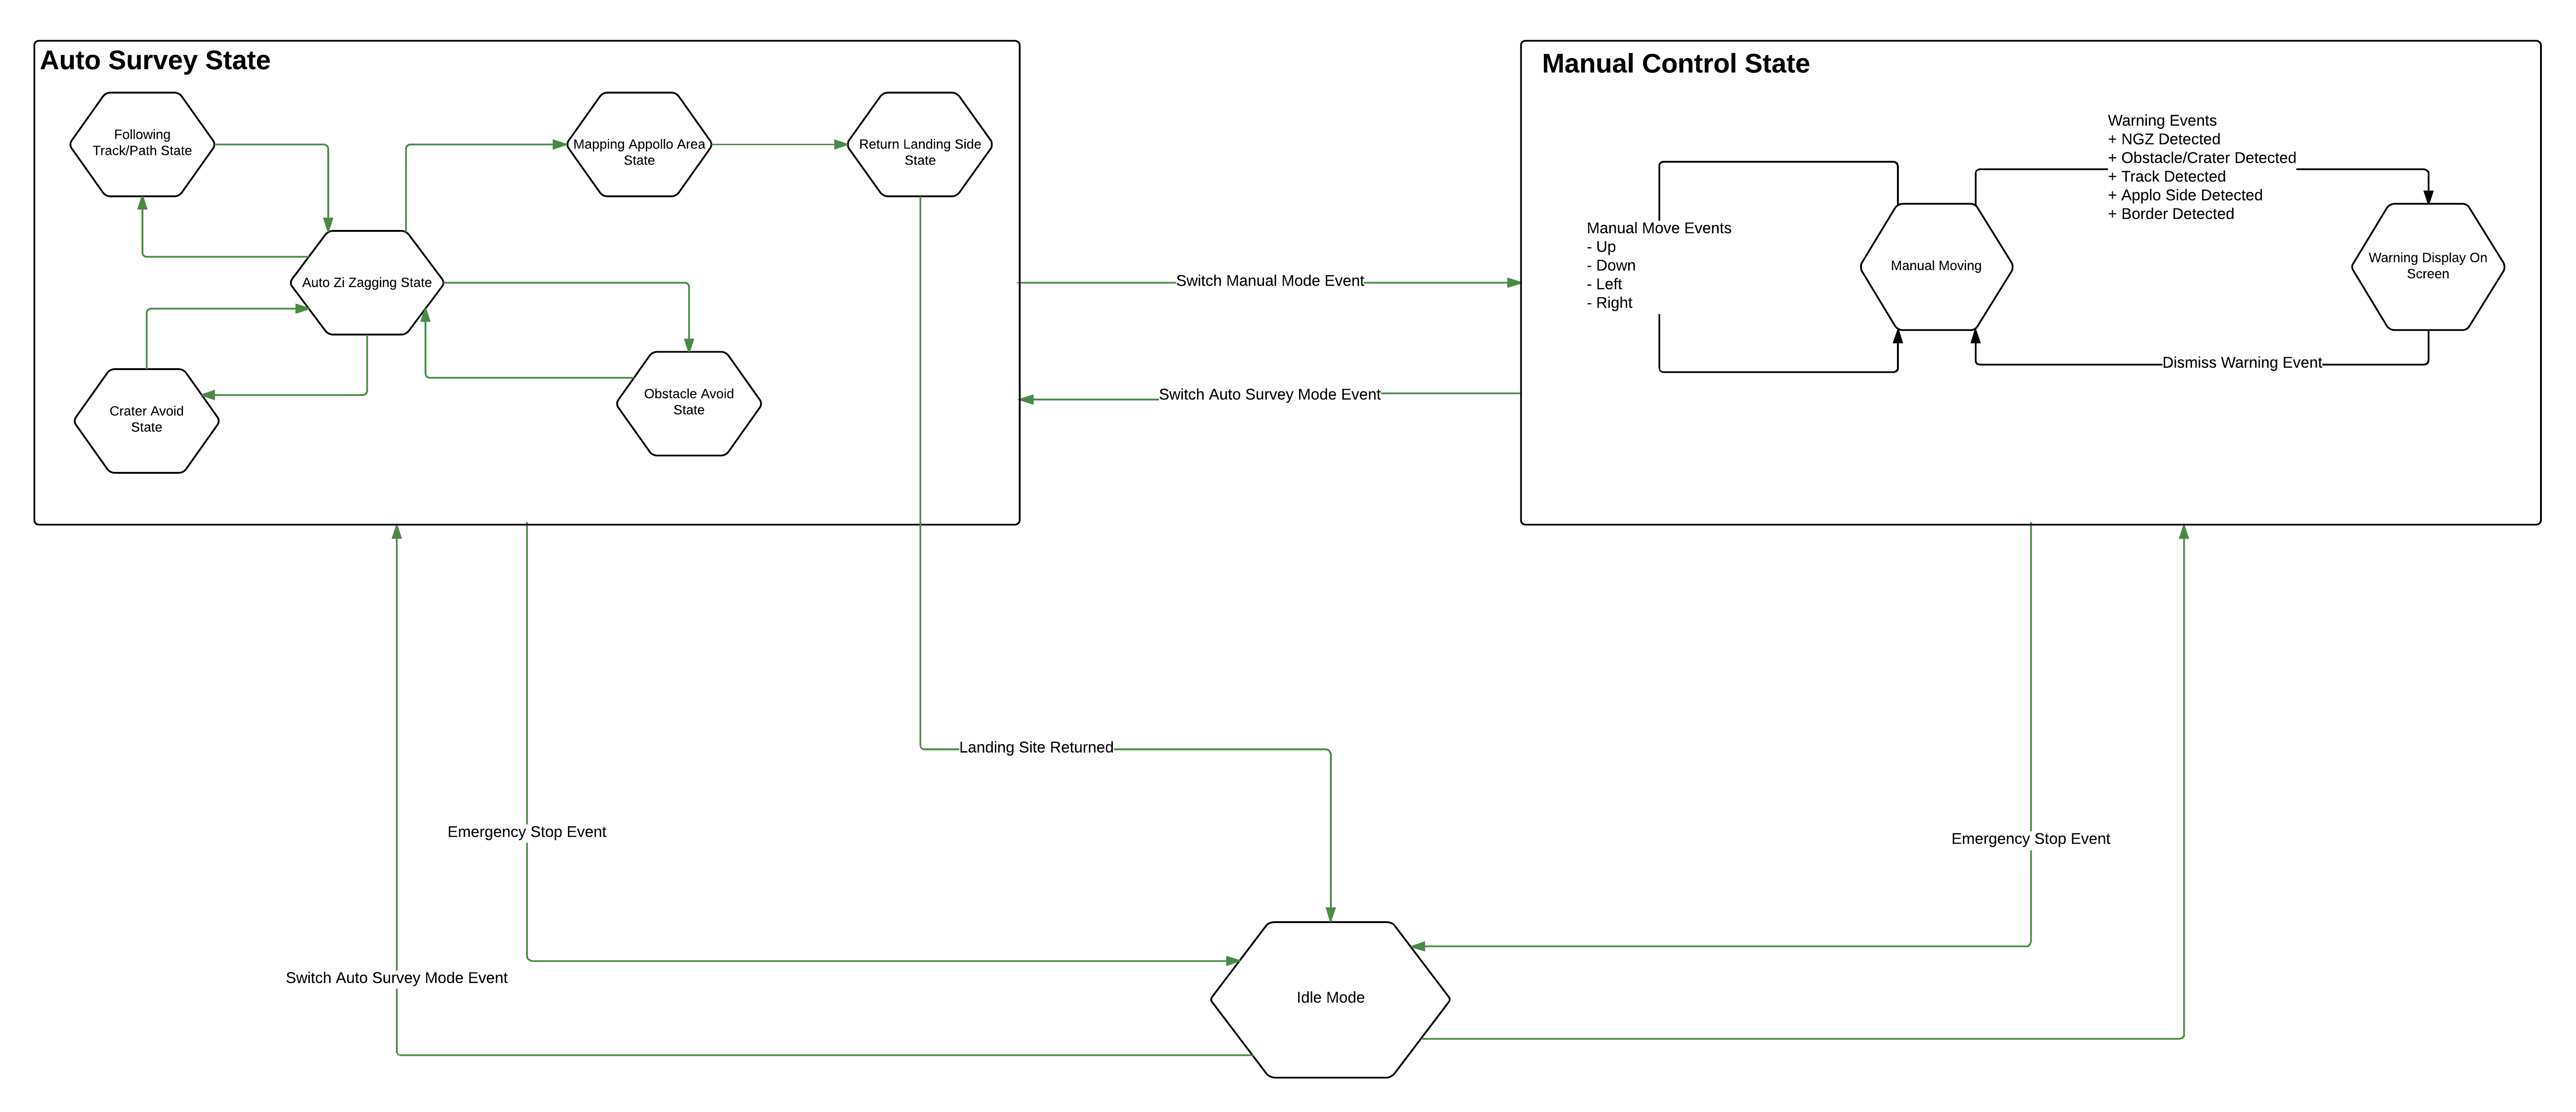 Auto Survey State
Following
Track/Path State
Mapping Appollo Area
State
Return Landing Side
State
Auto Zi Zagging State
Crater Avoid
State
Obstacle Avoid
State
Switch Manual Mode Event
Switch Auto Survey Mode Event
Manual Control State
Manual Move Events
- Up
- Down
- Left
- Right
Manual Moving
Warning Events
+ NGZ Detected
+ Obstacle/Crater Detected
+ Track Detected
+ Applo Side Detected
+ Border Detected
Warning Display On
Screen
Dismiss Warning Event
Landing Site Returned
Emergency Stop Event
Emergency Stop Event
Switch Auto Survey Mode Event
Idle Mode